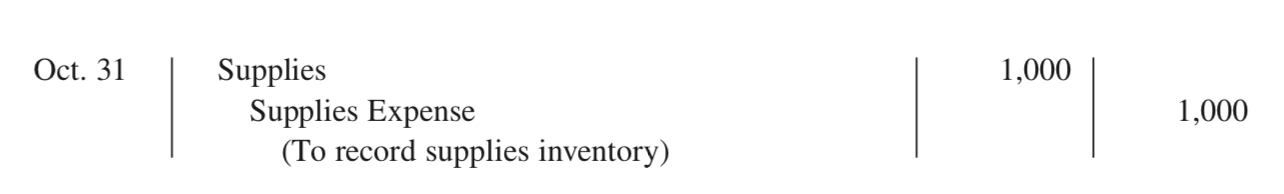 Oct. 31 Supplies 1,000
Supplies Expense 1,000
(To record supplies inventory)